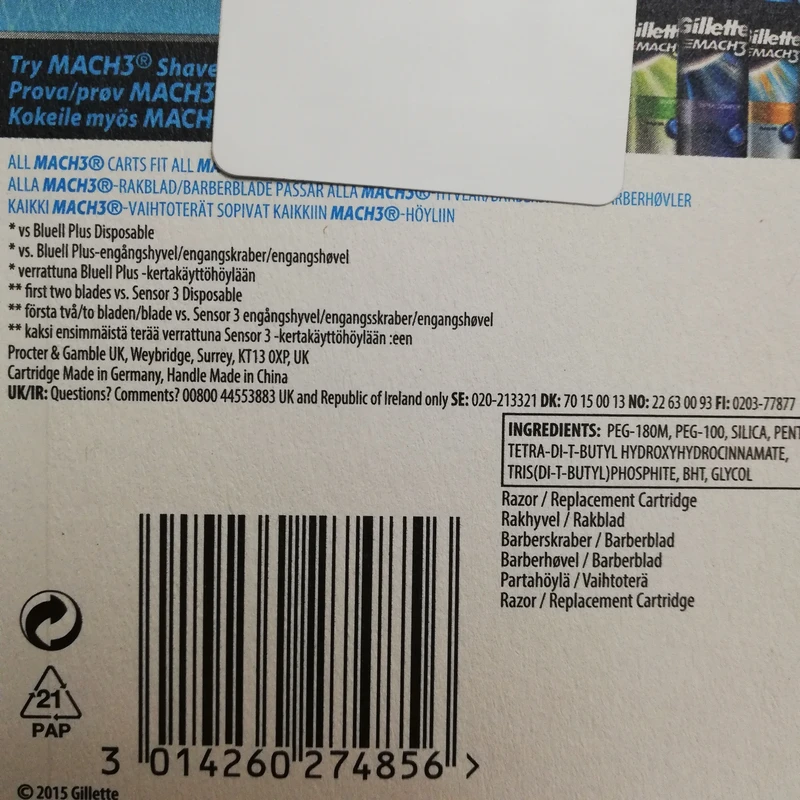 Try MACH3® Shave
Prova/prøv MACH3
Kokeile myös MACH
Gillette
MACH3
Gillette
MACH3
ALL MACH3® CARTS FIT ALL
ALLA MACH3®-RAKBLAD/BARBERBLADE PASSAR ALLA MACH3®-HYVLAR/
KAIKKI MACH3®-VAIHTOTERÄT SOPIVAT KAIKKIIN MACH3®-HÖYLIIN
* vs BlueII Plus Disposable
* vs. BlueII Plus-engångshyvel/engangskraber/engangshøvel
* verrattuna BlueII Plus -kertakäyttöhöylään
** first two blades vs. Sensor 3 Disposable
** första två/to bladen/blade vs. Sensor 3 engångshyvel/engangsskraber/engangshøvel
** kaksi ensimmäistä terää verrattuna Sensor 3 -kertakäyttöhöylään :een
Procter & Gamble UK, Weybridge, Surrey, KT13 0XP, UK
Cartridge Made in Germany, Handle Made in China
UK/IR: Questions? Comments? 00800 44553883 UK and Republic of Ireland only SE: 020-213321 DK: 70 15 00 13 NO: 22 63 00 93 FI: 0203-77877
INGREDIENTS: PEG-180M, PEG-100, SILICA, PENT
TETRA-DI-T-BUTYL HYDROXYHYDROCINNAMATE,
TRIS(DI-T-BUTYL)PHOSPHITE, BHT, GLYCOL
Razor / Replacement Cartridge
Rakhyvel / Rakblad
Barberskraber / Barberblad
Barberhøvel / Barberblad
Partahöylä / Vaihtoterä
Razor / Replacement Cartridge
21
PAP
3 014260 274856 >
© 2015 Gillette